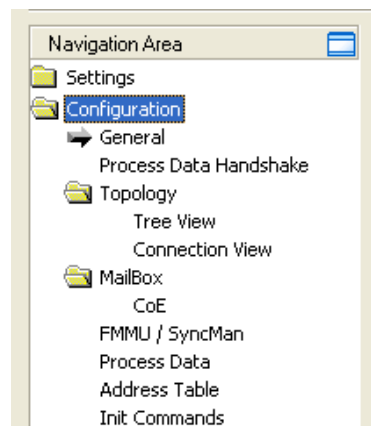 Navigation Area
Settings
Configuration
General
Process Data Handshake
Topology
Tree View
Connection View
MailBox
CoE
FMMU / SyncMan
Process Data
Address Table
Init Commands